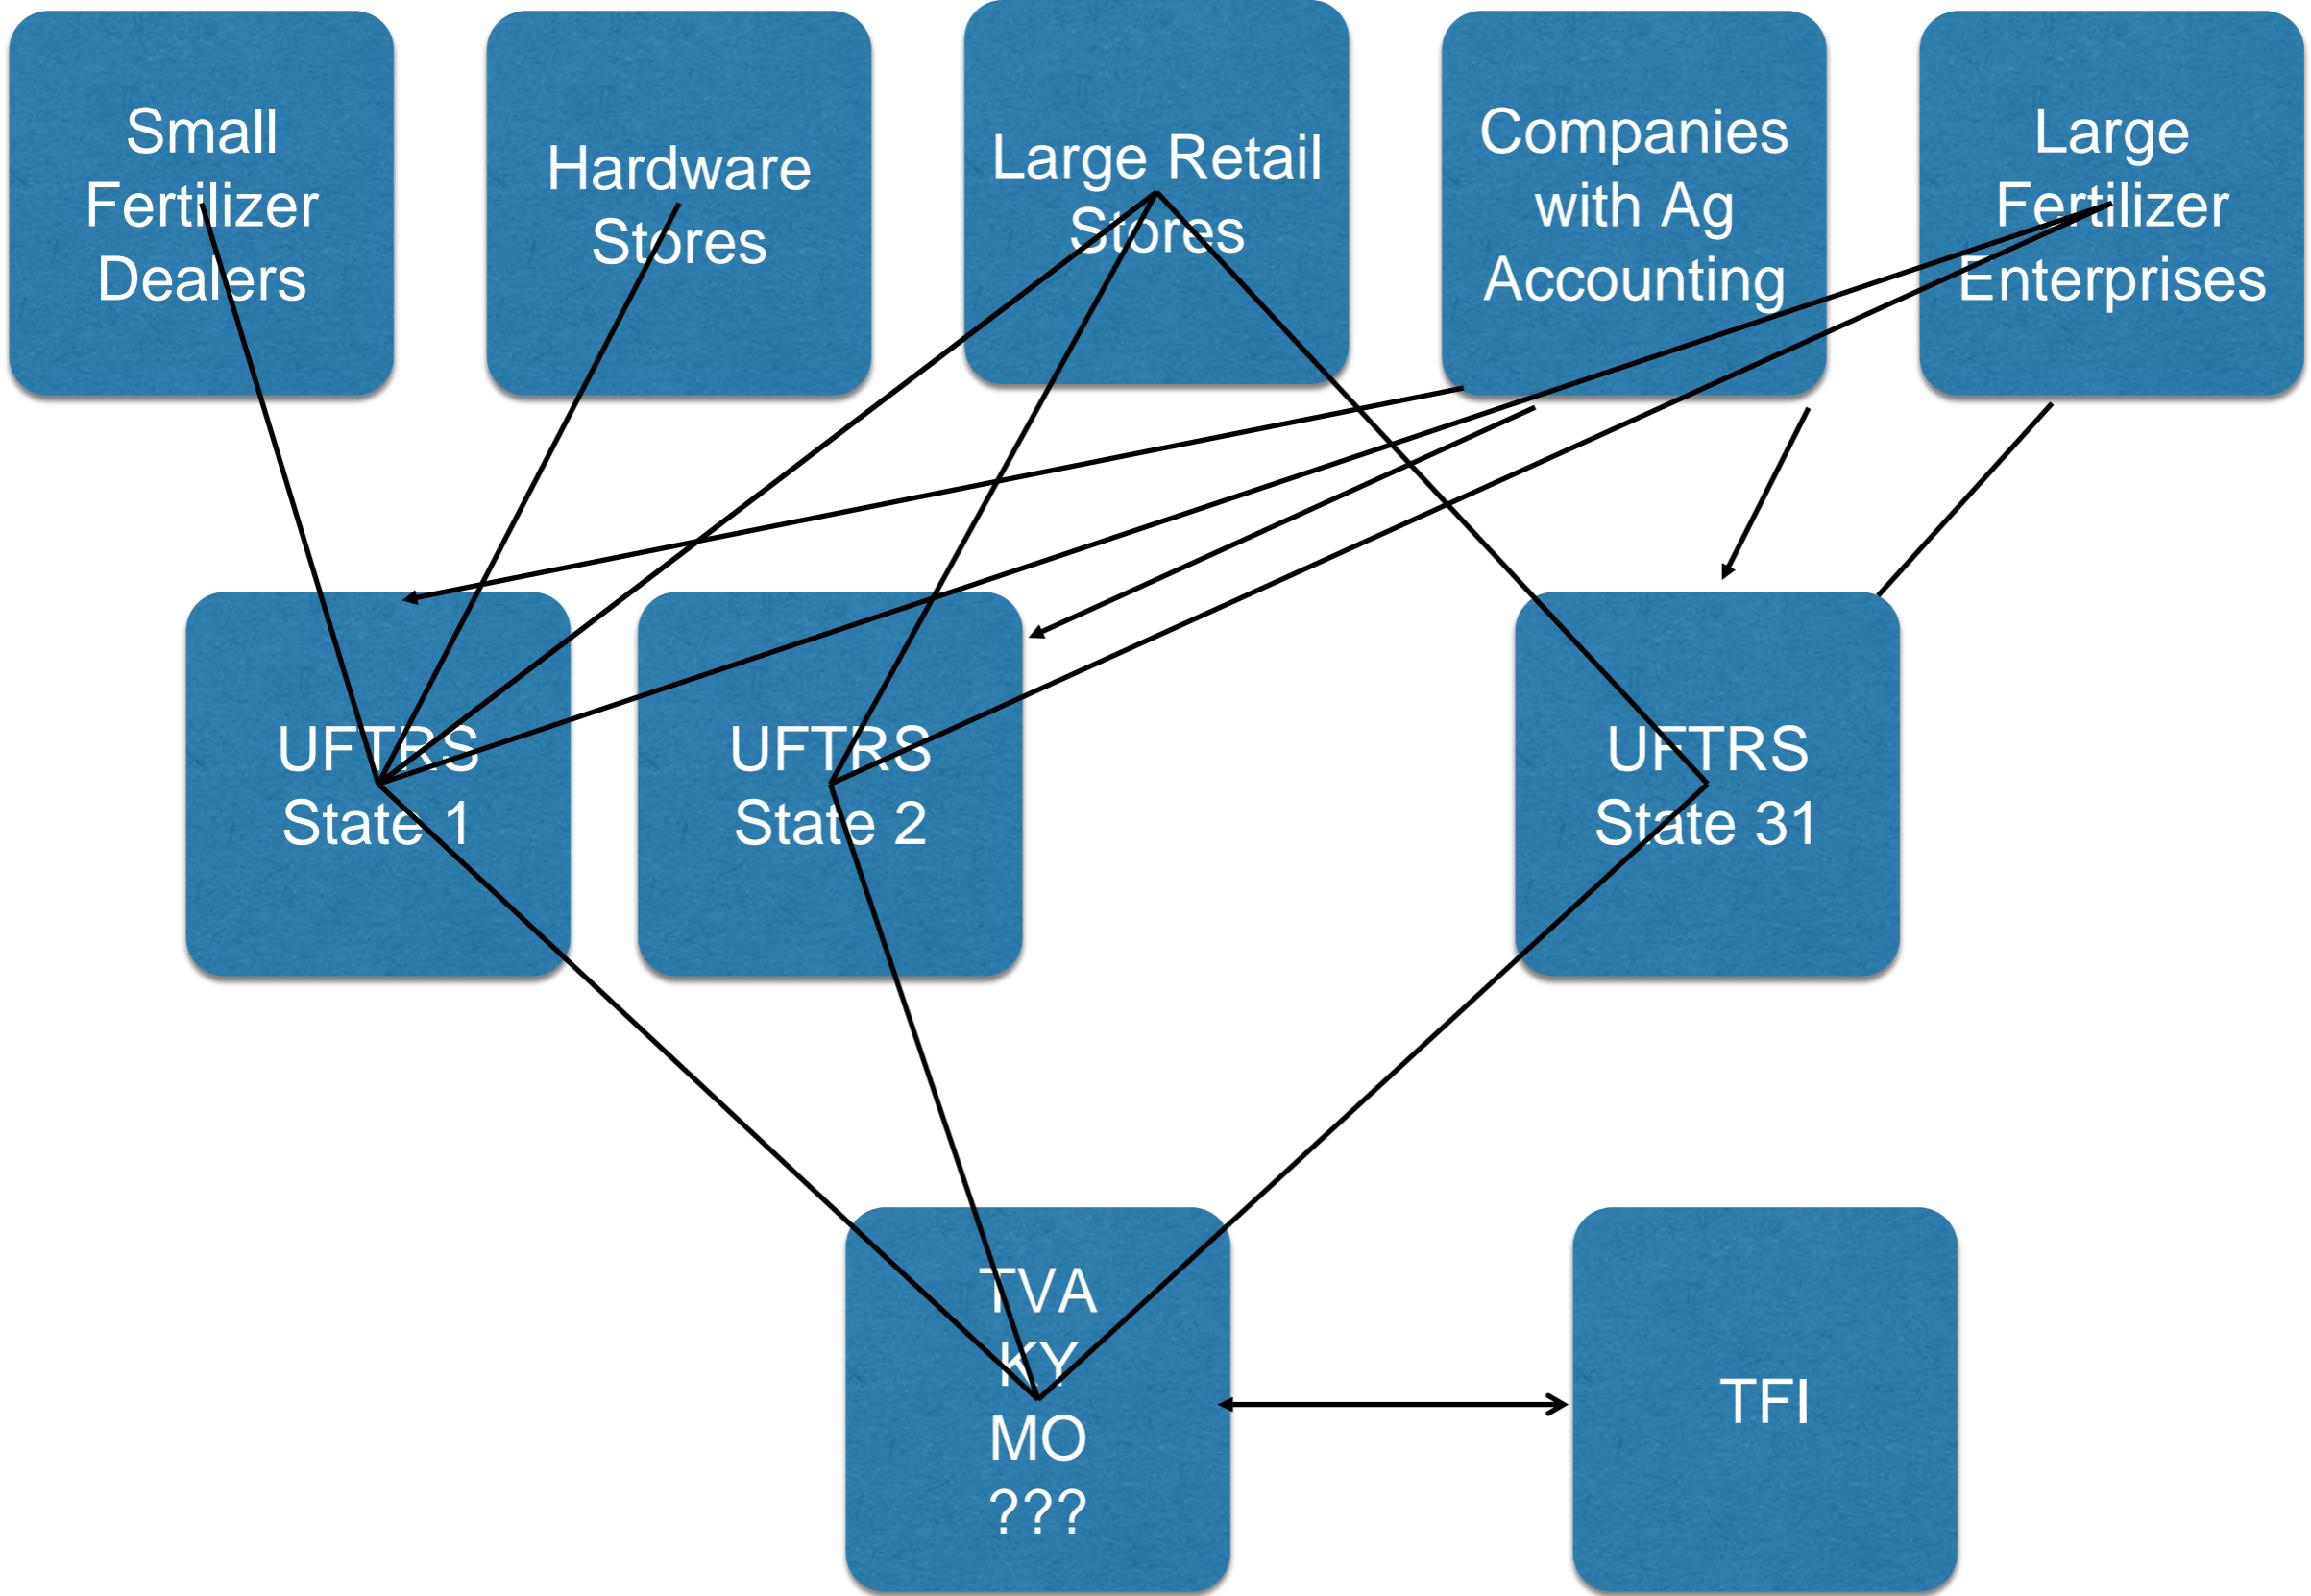 Small
Fertilizer
Dealers
Hardware
Stores
Large Retail
Stores
Companies
with Ag
Accounting
Large
Fertilizer
Enterprises
UFTRS
State 1
UFTRS
State 2
UFTRS
State 31
TVA
KY
MO
???
TFI